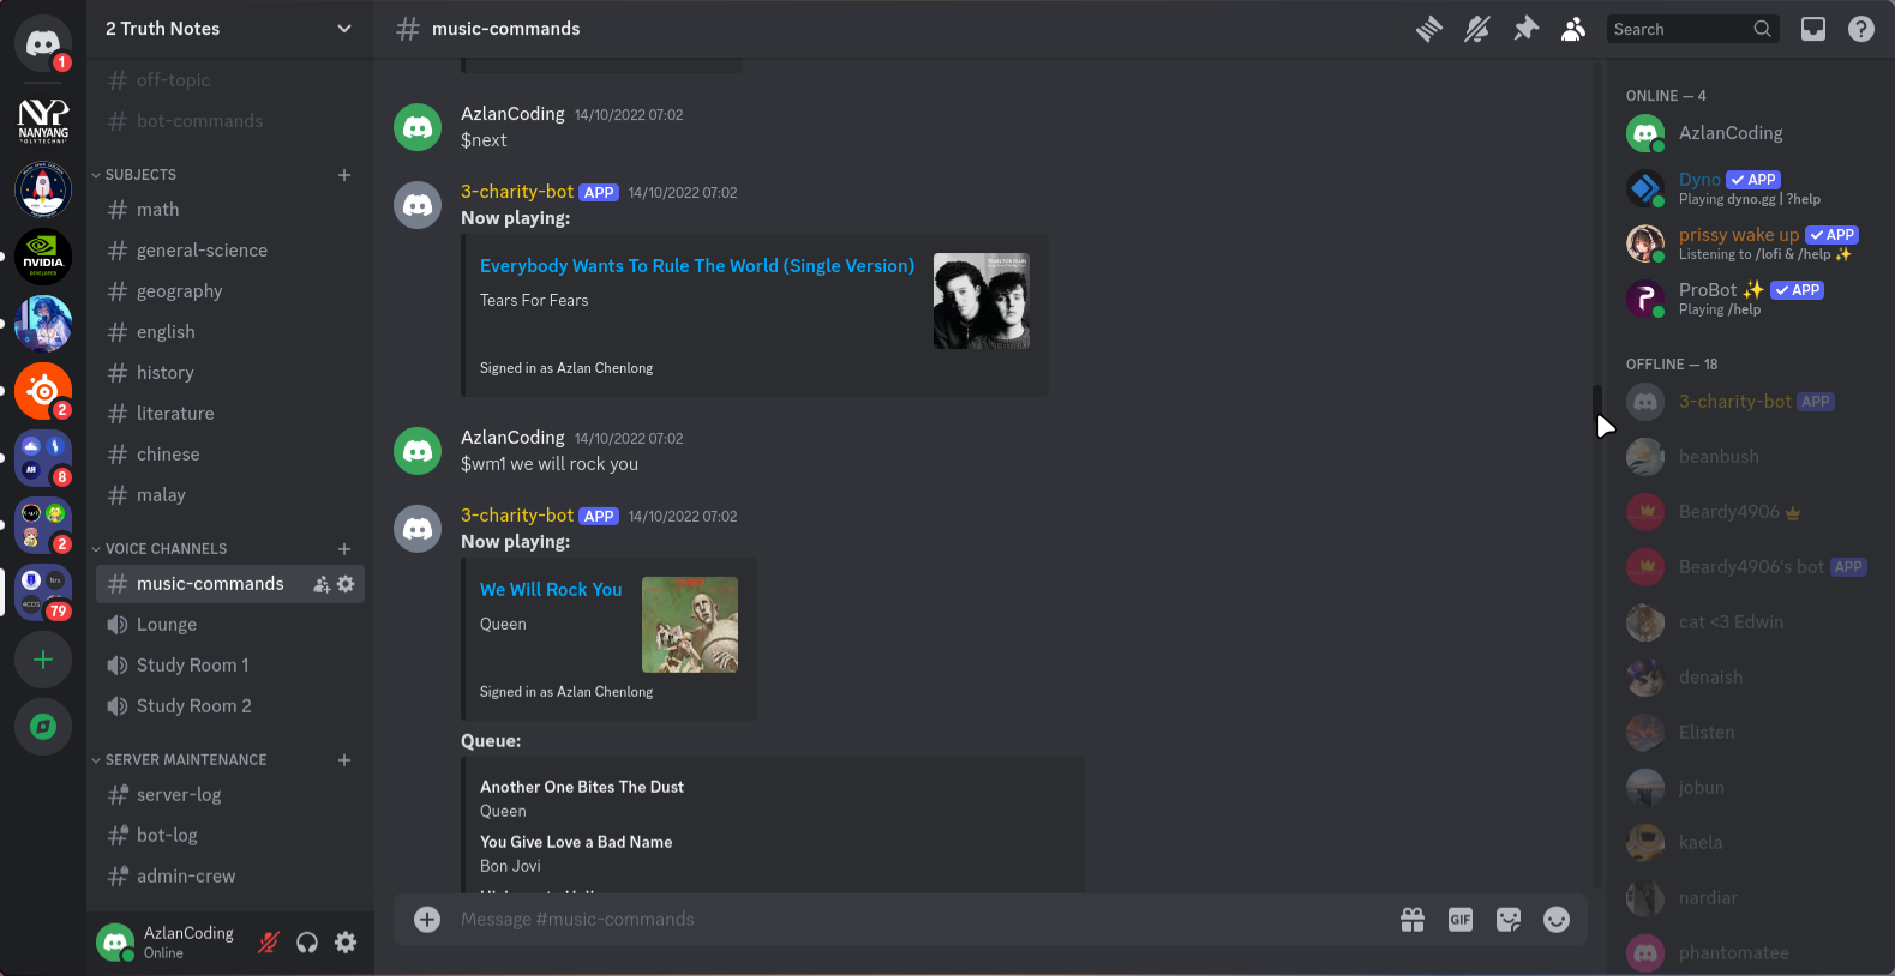 1
NYP
NANYANG
POLYTECHNIC
NVIDIA.
DEVELOPER
2
8
2
79
2 Truth Notes
off-topic
bot-commands
SUBJECTS
math
general-science
geography
english
history
literature
chinese
malay
VOICE CHANNELS
music-commands
Lounge
Study Room 1
Study Room 2
SERVER MAINTENANCE
server-log
bot-log
admin-crew
AzlanCoding
Online
music-commands
Search
AzlanCoding 14/10/2022 07:02
$next
3-charity-bot APP 14/10/2022 07:02
Now playing:
Everybody Wants To Rule The World (Single Version)
Tears For Fears
Signed in as Azlan Chenlong
AzlanCoding 14/10/2022 07:02
$wm1 we will rock you
3-charity-bot APP 14/10/2022 07:02
Now playing:
We Will Rock You
Queen
Signed in as Azlan Chenlong
Queue:
Another One Bites The Dust
Queen
You Give Love a Bad Name
Bon Jovi
Message #music-commands
GIF
ONLINE — 4
AzlanCoding
Dyno APP
Playing dyno.gg | ?help
prissy wake up APP
Listening to /lofi & /help ✨
ProBot ✨ APP
Playing /help
OFFLINE — 18
3-charity-bot APP
beanbush
Beardy4906
Beardy4906's bot APP
cat <3 Edwin
denaish
Elisten
jobun
kaela
nardiar
phantomatee